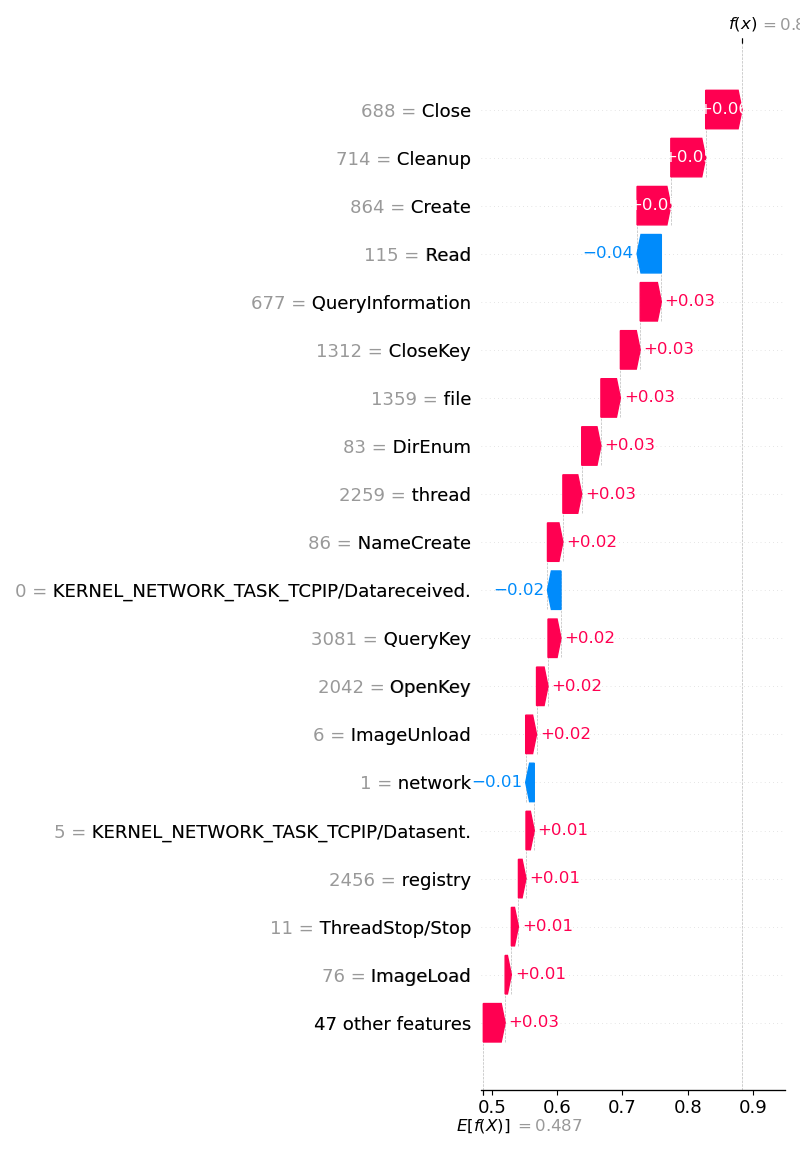 f(x) = 0.8
688 = Close +0.06
714 = Cleanup +0.0
864 = Create +0.0
115 = Read −0.04
677 = QueryInformation +0.03
1312 = CloseKey +0.03
1359 = file +0.03
83 = DirEnum +0.03
2259 = thread +0.03
86 = NameCreate +0.02
0 = KERNEL_NETWORK_TASK_TCPIP/Datareceived. −0.02
3081 = QueryKey +0.02
2042 = OpenKey +0.02
6 = ImageUnload +0.02
1 = network −0.01
5 = KERNEL_NETWORK_TASK_TCPIP/Datasent. +0.01
2456 = registry +0.01
11 = ThreadStop/Stop +0.01
76 = ImageLoad +0.01
47 other features +0.03
0.5 0.6 0.7 0.8 0.9
E[f(X)] = 0.487